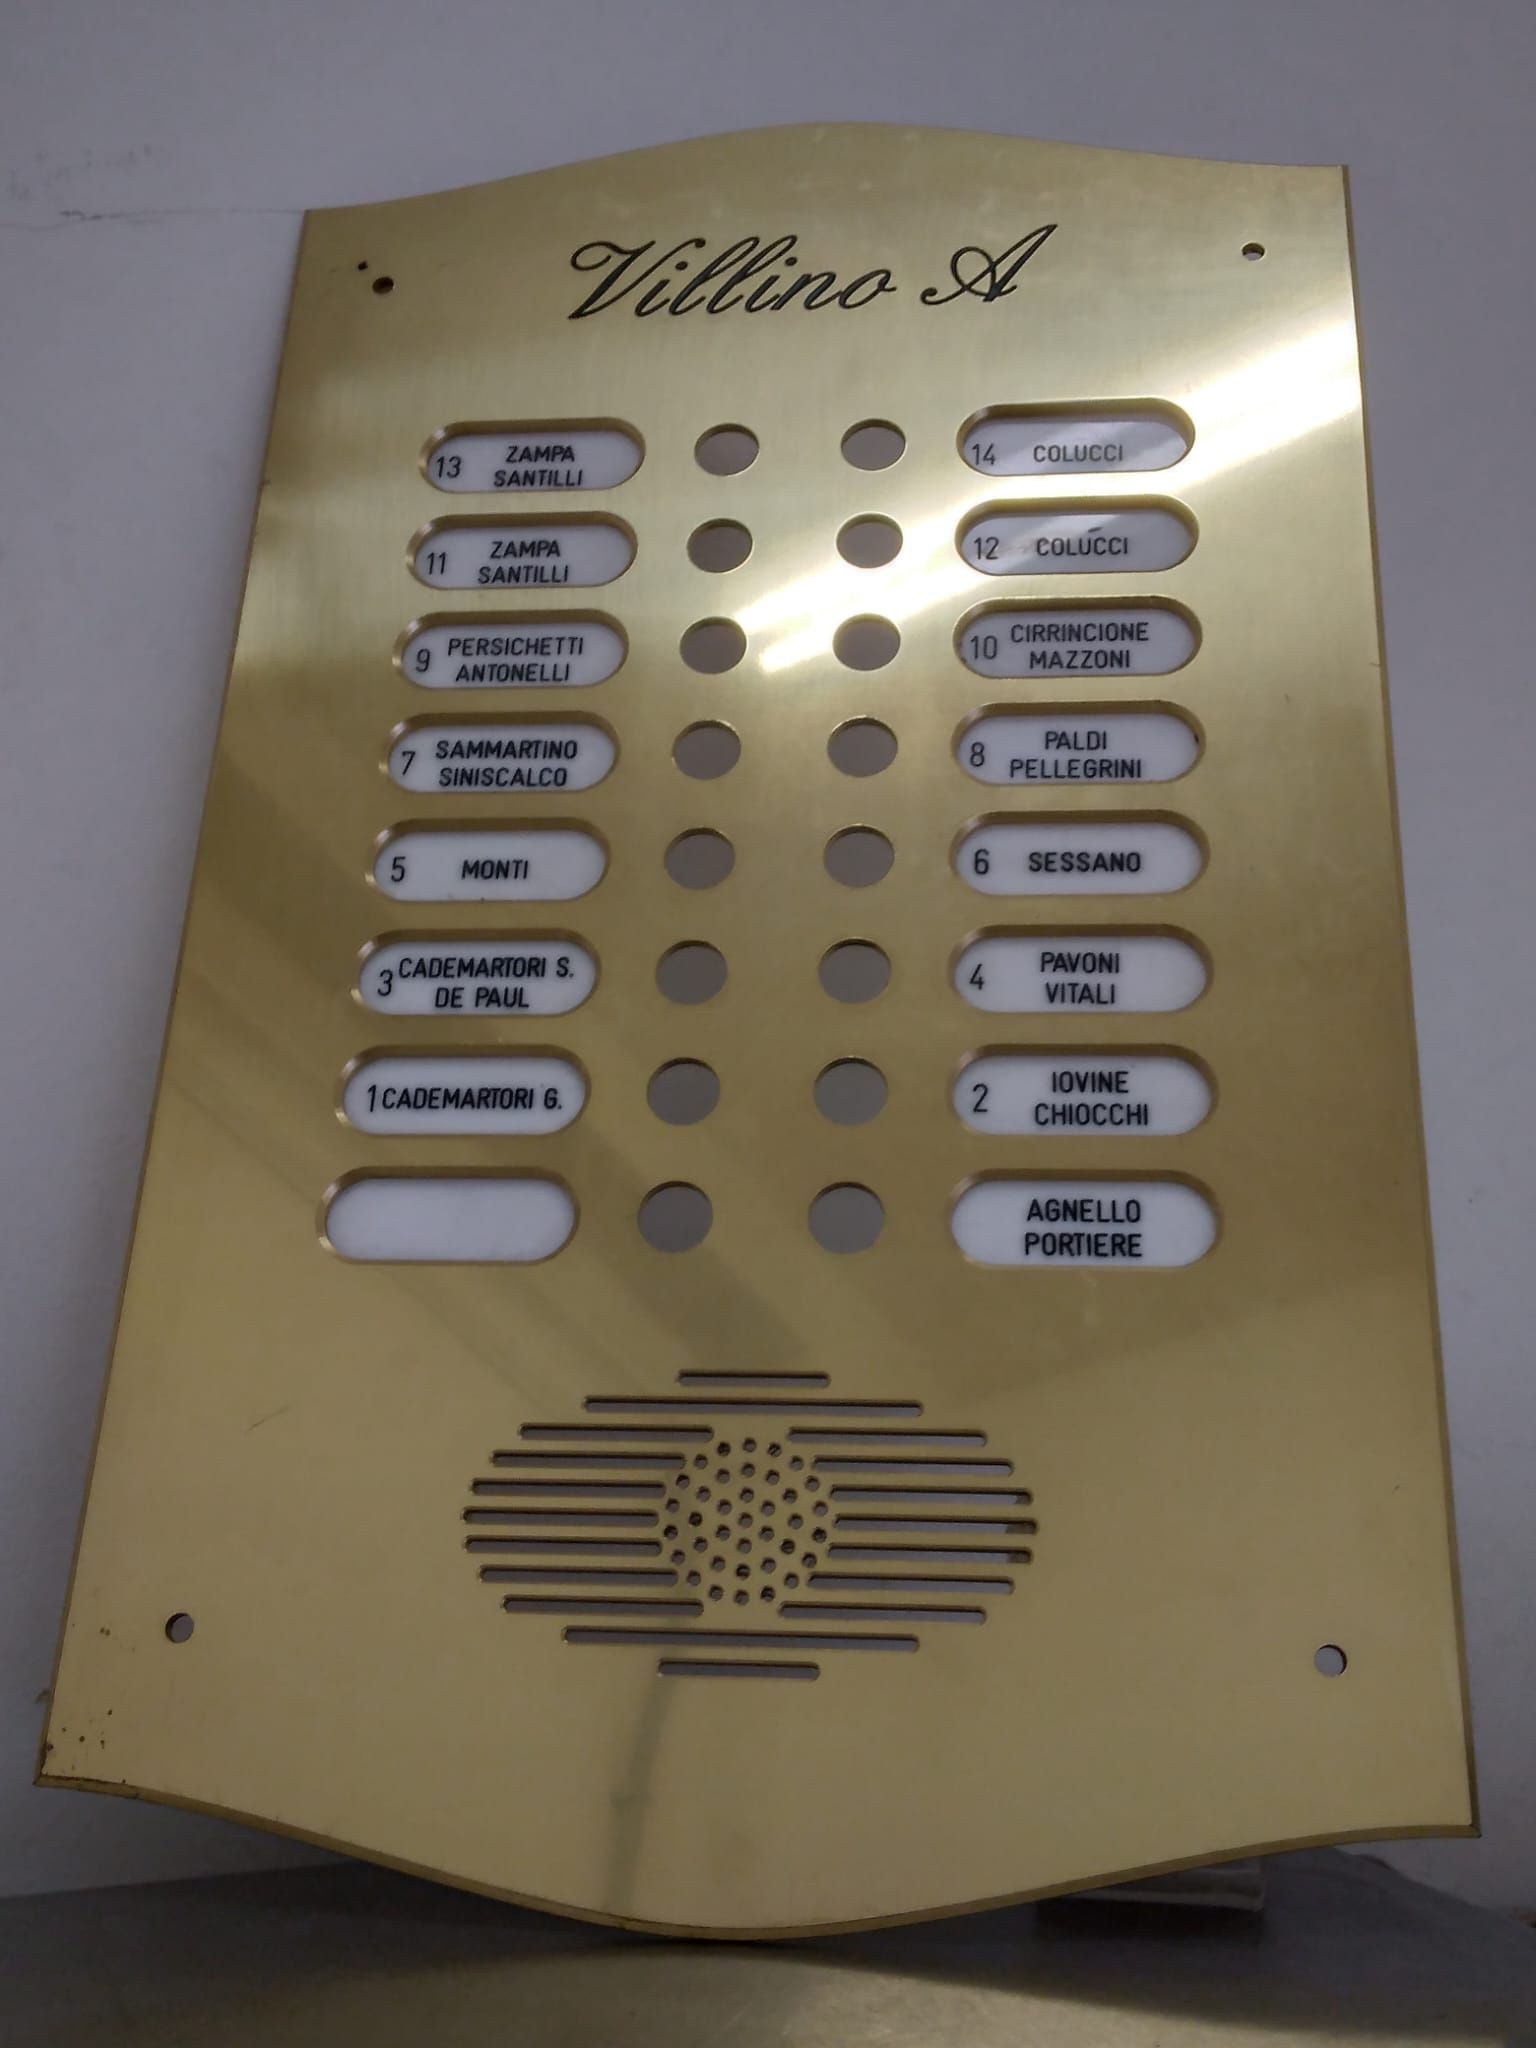 Villino A
13 ZAMPA
SANTILLI
14 COLUCCI
11 ZAMPA
SANTILLI
12 COLUCCI
9 PERSICHETTI
ANTONELLI
10 CIRRINCIONE
MAZZONI
7 SAMMARTINO
SINISCALCO
8 PALDI
PELLEGRINI
5 MONTI
6 SESSANO
3 CADEMARTORI S.
DE PAUL
4 PAVONI
VITALI
1 CADEMARTORI G.
2 IOVINE
CHIOCCHI
AGNELLO
PORTIERE